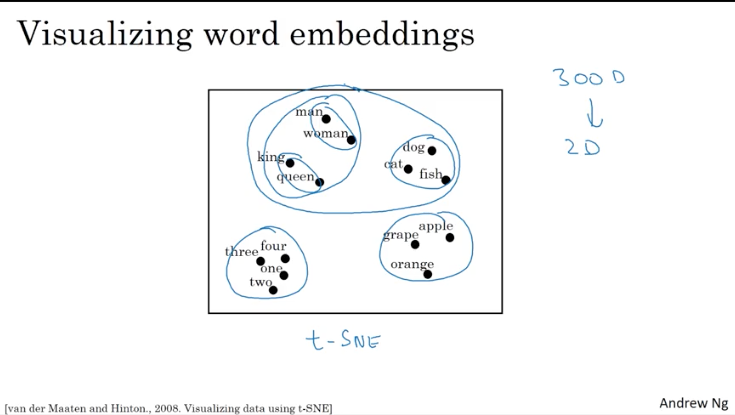 Visualizing word embeddings
300 D
2D
man
woman
dog
king
cat
queen
fish
apple
grape
three four
one
orange
two
t-SNE
[van der Maaten and Hinton., 2008. Visualizing data using t-SNE]
Andrew Ng